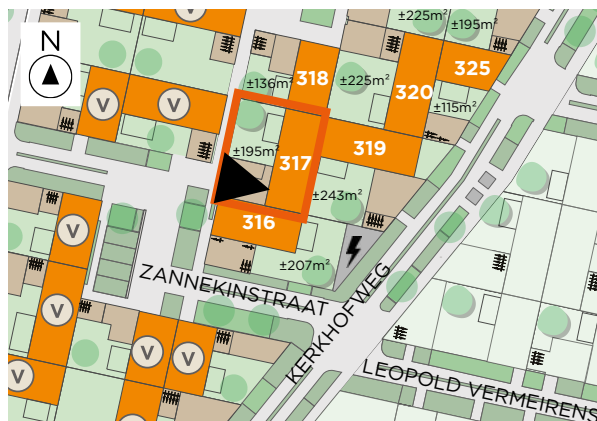 N
V
V
V
±225m²
±195m²
325
318
±136m²
±225m²
320
±115m²
±195m²
317
319
±243m²
316
±207m²
V
ZANNEKINSTRAAT
KERKHOFWEG
V
V
V
V
V
LEOPOLD VERMEIRENS